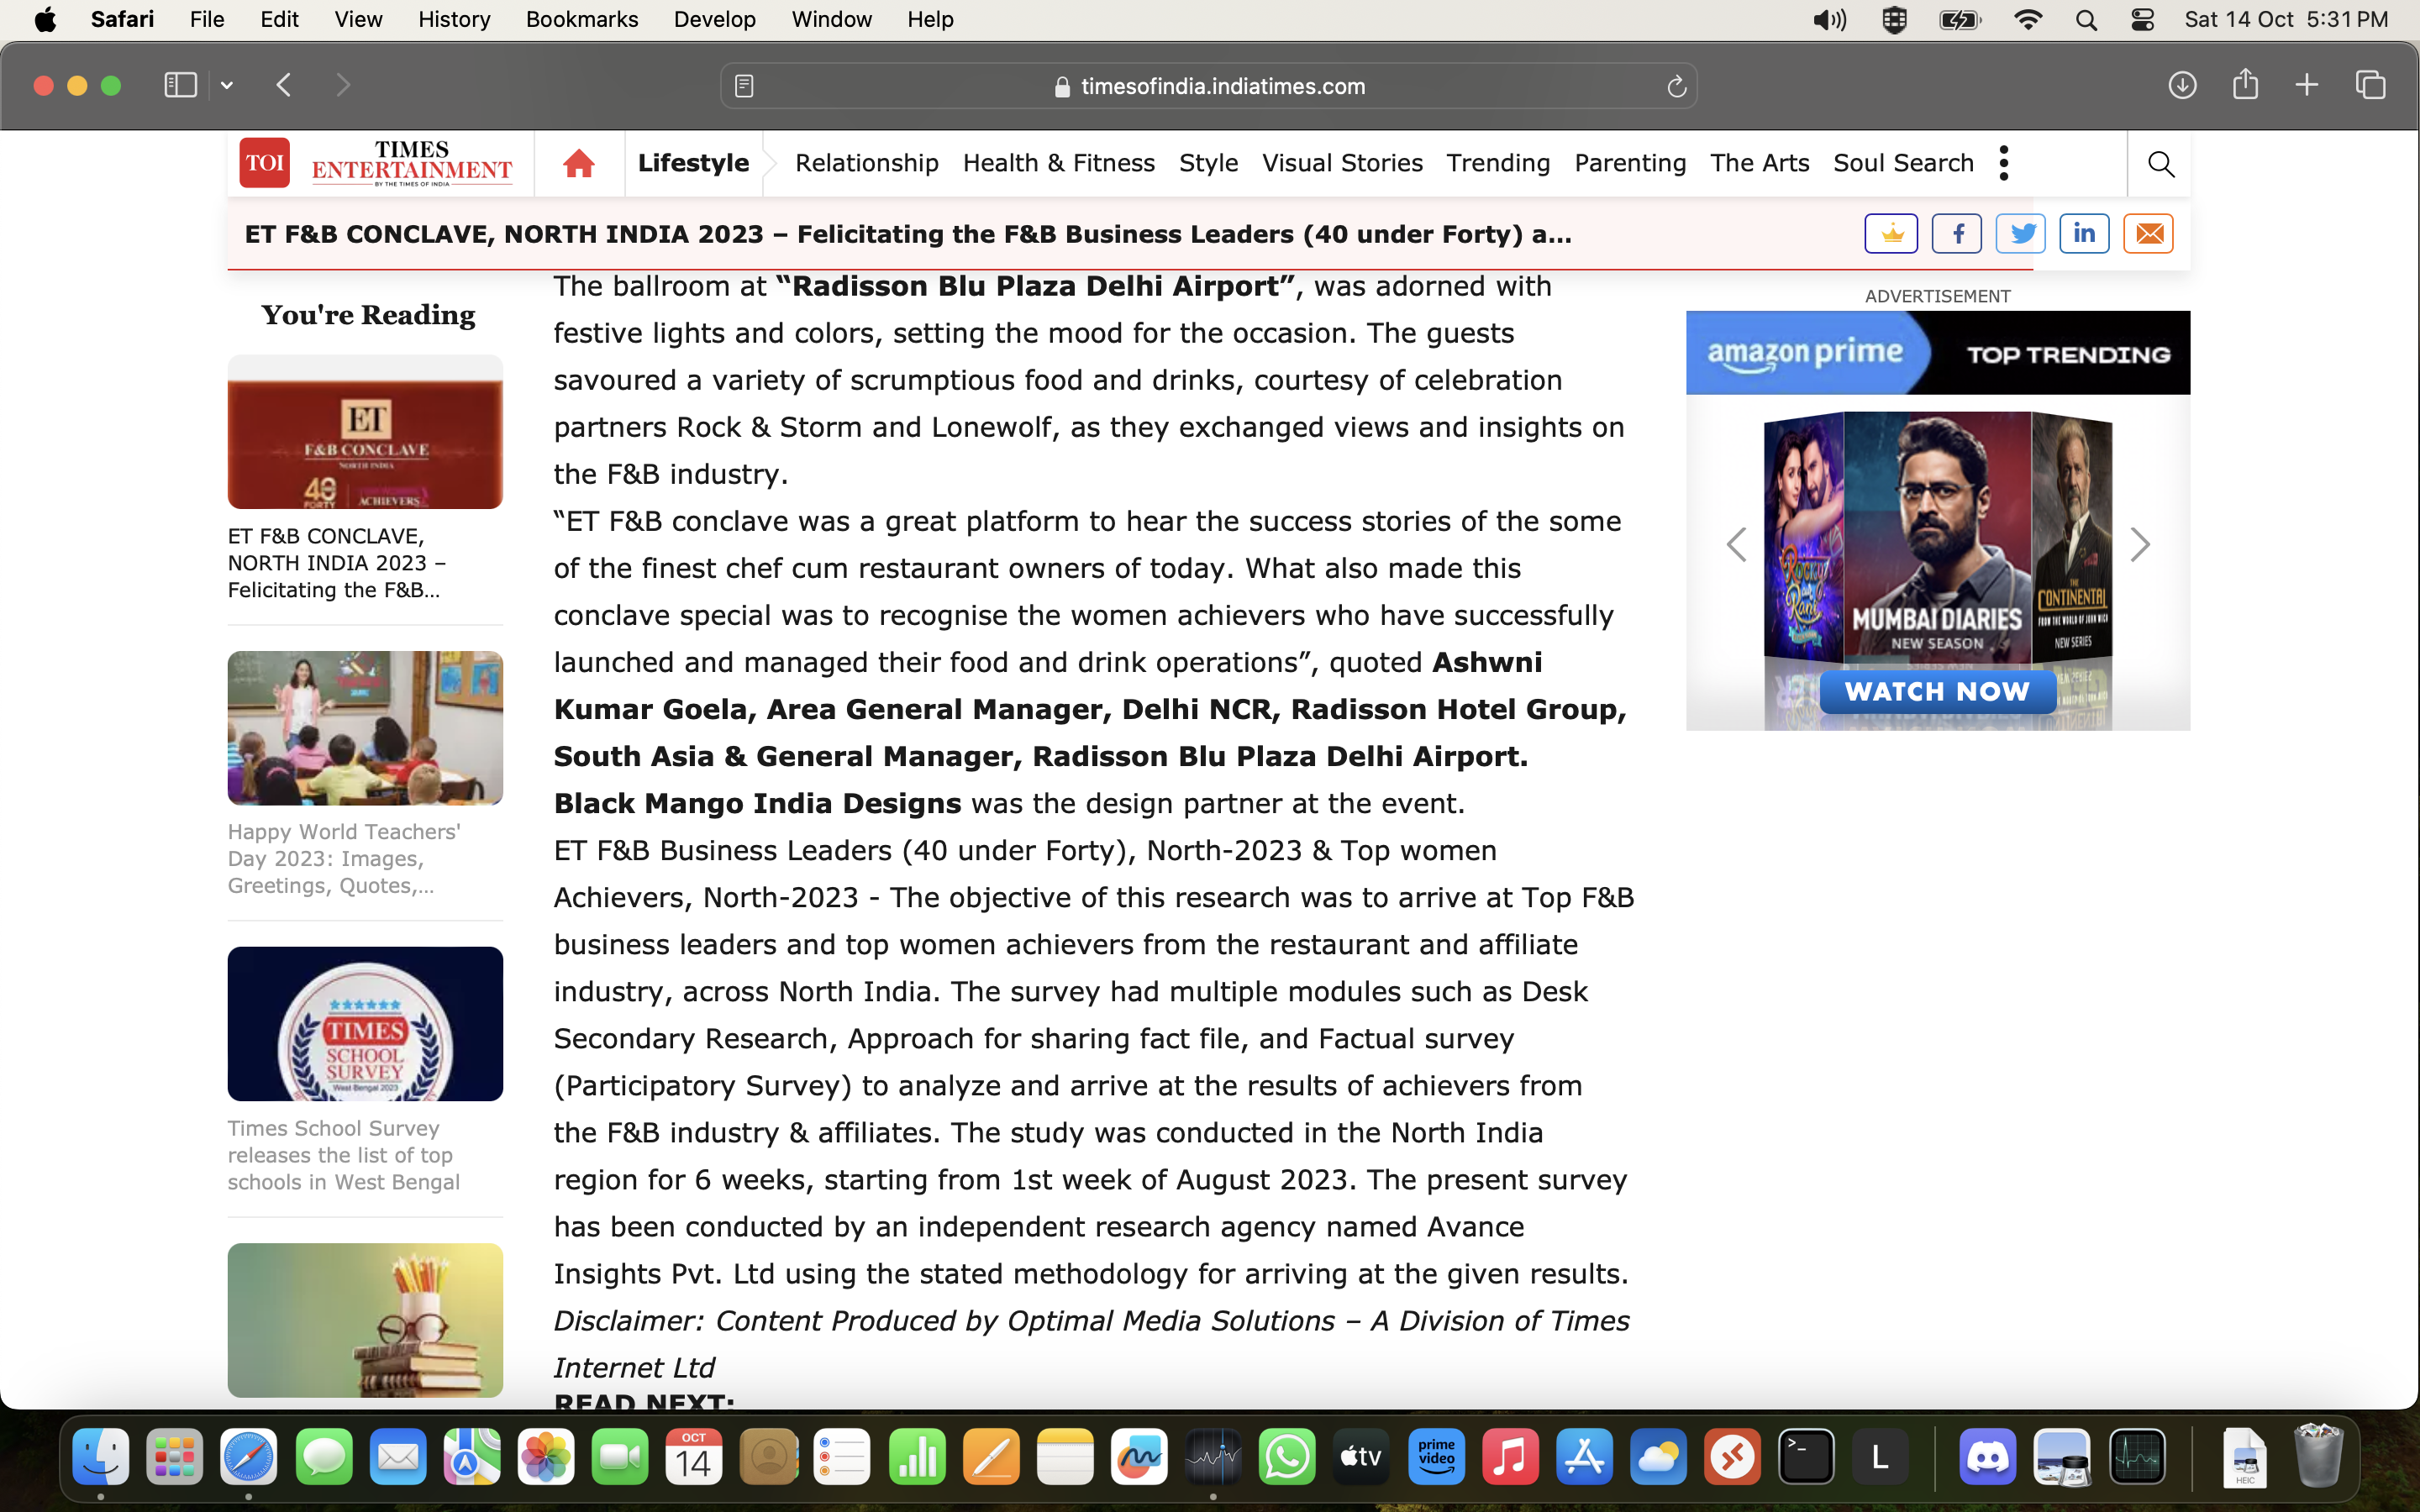 Safari File Edit View History Bookmarks Develop Window Help Sat 14 Oct 5:31 PM
timesofindia.indiatimes.com
TOI TIMES ENTERTAINMENT BY THE TIMES OF INDIA Lifestyle Relationship Health & Fitness Style Visual Stories Trending Parenting The Arts Soul Search
ET F&B CONCLAVE, NORTH INDIA 2023 – Felicitating the F&B Business Leaders (40 under Forty) a...
You're Reading
ET
F&B CONCLAVE
NORTH INDIA
40
FORTY
ACHIEVERS
ET F&B CONCLAVE,
NORTH INDIA 2023 –
Felicitating the F&B...
Happy World Teachers'
Day 2023: Images,
Greetings, Quotes,...
TIMES
SCHOOL
SURVEY
West Bengal 2023
Times School Survey
releases the list of top
schools in West Bengal
The ballroom at “Radisson Blu Plaza Delhi Airport”, was adorned with
festive lights and colors, setting the mood for the occasion. The guests
savoured a variety of scrumptious food and drinks, courtesy of celebration
partners Rock & Storm and Lonewolf, as they exchanged views and insights on
the F&B industry.
“ET F&B conclave was a great platform to hear the success stories of the some
of the finest chef cum restaurant owners of today. What also made this
conclave special was to recognise the women achievers who have successfully
launched and managed their food and drink operations”, quoted Ashwni
Kumar Goela, Area General Manager, Delhi NCR, Radisson Hotel Group,
South Asia & General Manager, Radisson Blu Plaza Delhi Airport.
Black Mango India Designs was the design partner at the event.
ET F&B Business Leaders (40 under Forty), North-2023 & Top women
Achievers, North-2023 - The objective of this research was to arrive at Top F&B
business leaders and top women achievers from the restaurant and affiliate
industry, across North India. The survey had multiple modules such as Desk
Secondary Research, Approach for sharing fact file, and Factual survey
(Participatory Survey) to analyze and arrive at the results of achievers from
the F&B industry & affiliates. The study was conducted in the North India
region for 6 weeks, starting from 1st week of August 2023. The present survey
has been conducted by an independent research agency named Avance
Insights Pvt. Ltd using the stated methodology for arriving at the given results.
Disclaimer: Content Produced by Optimal Media Solutions – A Division of Times
Internet Ltd
READ NEXT:
ADVERTISEMENT
amazon prime TOP TRENDING
Rocky
Rani
MUMBAI DIARIES
NEW SEASON
THE
CONTINENTAL
FROM THE WORLD OF JOHN WICK
NEW SERIES
WATCH NOW
OCT
14
tv
prime
video
L
HEIC